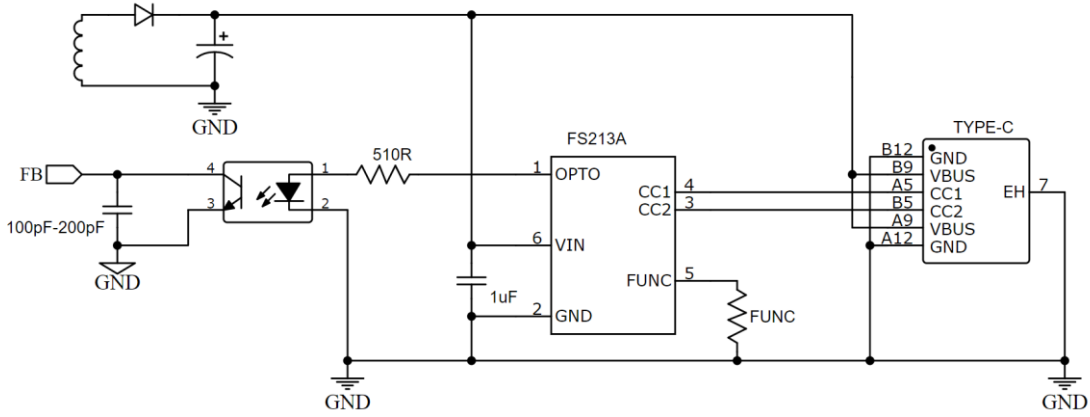 GND
FS213A
TYPE-C
FB
4
3
1
2
510R
1
OPTO
CC1
4
CC2
3
6
VIN
FUNC
5
2
GND
B12
GND
B9
VBUS
A5
CC1
B5
CC2
A9
VBUS
A12
GND
EH
7
100pF-200pF
GND
1uF
FUNC
GND
GND